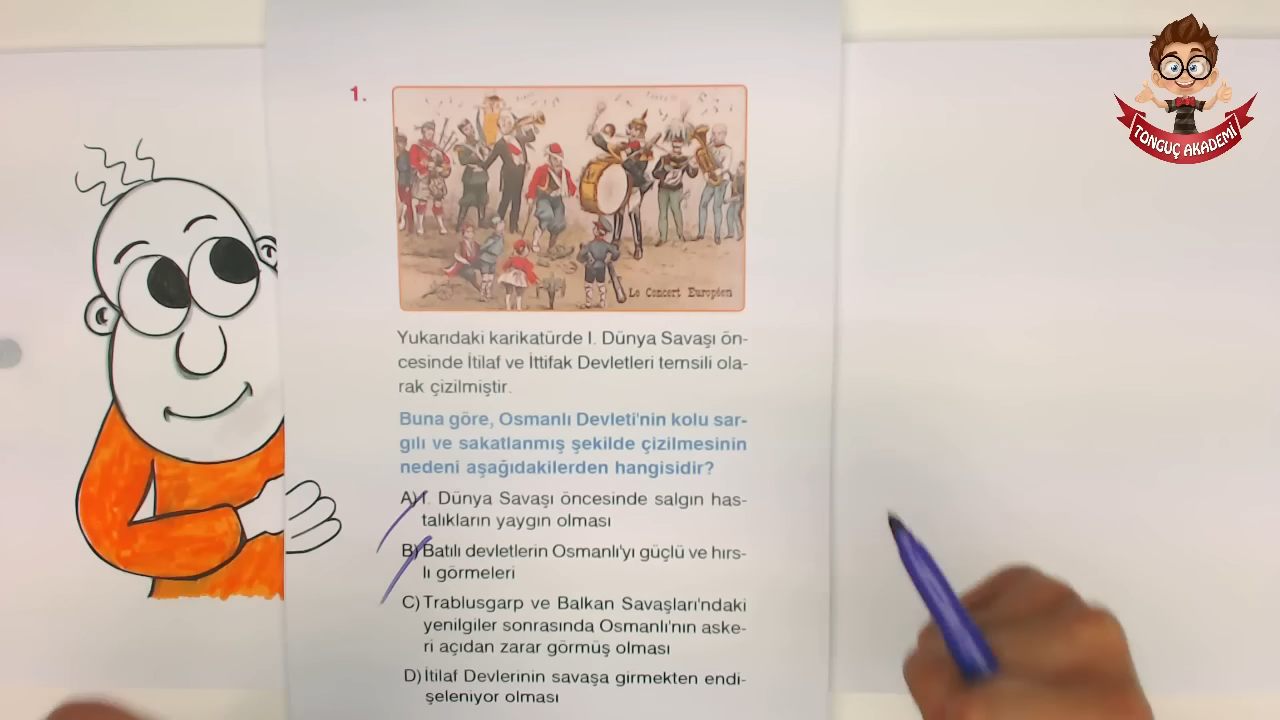 TONGUÇ AKADEMİ
1.
Le Concert Européen
Yukarıdaki karikatürde I. Dünya Savaşı ön-
cesinde İtilaf ve İttifak Devletleri temsili ola-
rak çizilmiştir.
Buna göre, Osmanlı Devleti'nin kolu sar-
gılı ve sakatlanmış şekilde çizilmesinin
nedeni aşağıdakilerden hangisidir?
A) I. Dünya Savaşı öncesinde salgın has-
talıkların yaygın olması
B) Batılı devletlerin Osmanlı'yı güçlü ve hırs-
lı görmeleri
C) Trablusgarp ve Balkan Savaşları'ndaki
yenilgiler sonrasında Osmanlı'nın aske-
ri açıdan zarar görmüş olması
D) İtilaf Devlerinin savaşa girmekten endi-
şeleniyor olması